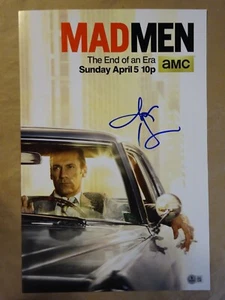 MADMEN
The End of an Era
Sunday April 5 10p
amc